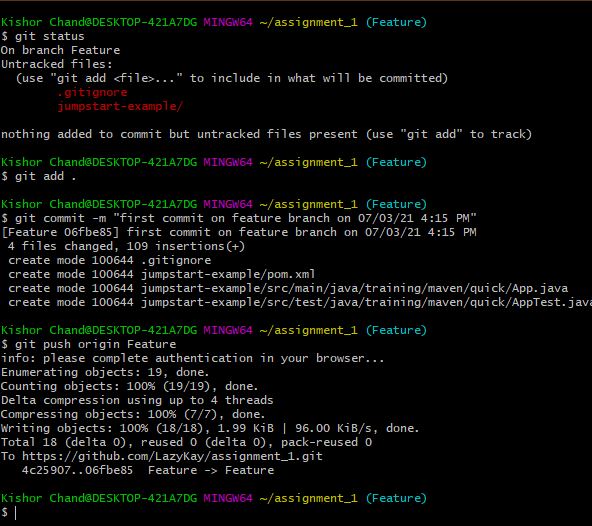 Kishor Chand@DESKTOP-421A7DG MINGW64 ~/assignment_1 (Feature)
$ git status
On branch Feature
Untracked files:
  (use "git add <file>..." to include in what will be committed)
        .gitignore
        jumpstart-example/

nothing added to commit but untracked files present (use "git add" to track)

Kishor Chand@DESKTOP-421A7DG MINGW64 ~/assignment_1 (Feature)
$ git add .

Kishor Chand@DESKTOP-421A7DG MINGW64 ~/assignment_1 (Feature)
$ git commit -m "first commit on feature branch on 07/03/21 4:15 PM"
[Feature 06fbe85] first commit on feature branch on 07/03/21 4:15 PM
 4 files changed, 109 insertions(+)
 create mode 100644 .gitignore
 create mode 100644 jumpstart-example/pom.xml
 create mode 100644 jumpstart-example/src/main/java/training/maven/quick/App.java
 create mode 100644 jumpstart-example/src/test/java/training/maven/quick/AppTest.java

Kishor Chand@DESKTOP-421A7DG MINGW64 ~/assignment_1 (Feature)
$ git push origin Feature
info: please complete authentication in your browser...
Enumerating objects: 19, done.
Counting objects: 100% (19/19), done.
Delta compression using up to 4 threads
Compressing objects: 100% (7/7), done.
Writing objects: 100% (18/18), 1.99 KiB | 96.00 KiB/s, done.
Total 18 (delta 0), reused 0 (delta 0), pack-reused 0
To https://github.com/LazyKay/assignment_1.git
   4c25907..06fbe85  Feature -> Feature

Kishor Chand@DESKTOP-421A7DG MINGW64 ~/assignment_1 (Feature)
$